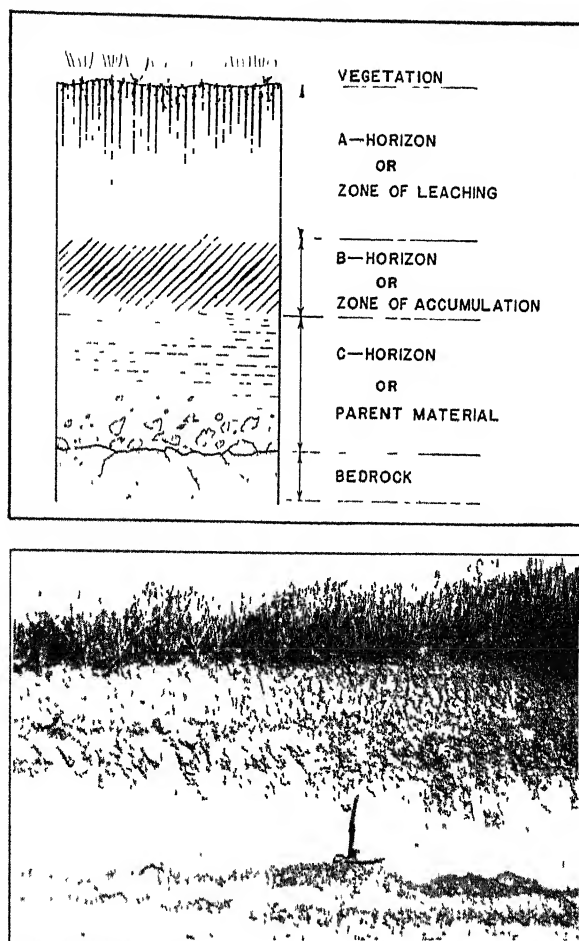 VEGETATION
A—HORIZON
OR
ZONE OF LEACHING
B—HORIZON
OR
ZONE OF ACCUMULATION
C—HORIZON
OR
PARENT MATERIAL
BEDROCK